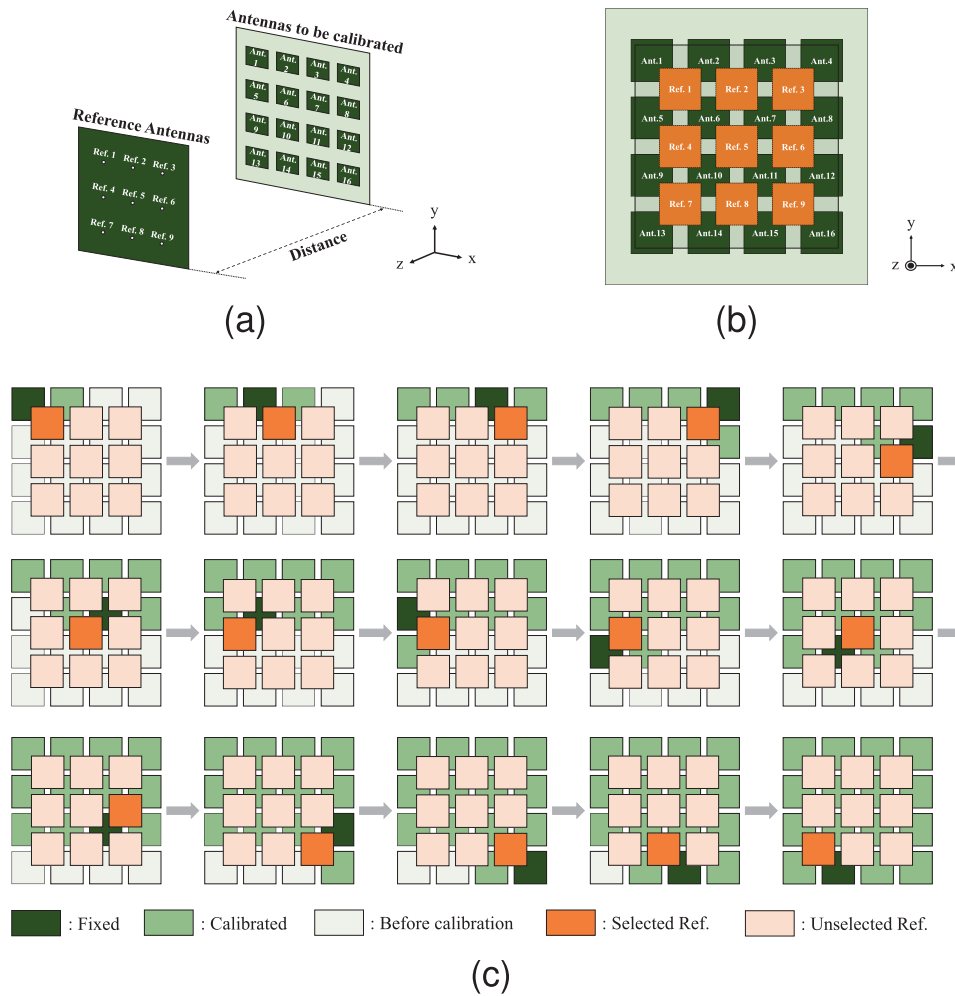 Antennas to be calibrated
Ant. 1
Ant. 2
Ant. 3
Ant. 4
Ant. 5
Ant. 6
Ant. 7
Ant. 8
Ant. 9
Ant. 10
Ant. 11
Ant. 12
Ant. 13
Ant. 14
Ant. 15
Ant. 16
Reference Antennas
Ref. 1 Ref. 2 Ref. 3
Ref. 4 Ref. 5 Ref. 6
Ref. 7 Ref. 8 Ref. 9
Distance
y
x
z
(a)
Ant.1 Ant.2 Ant.3 Ant.4
Ref. 1 Ref. 2 Ref. 3
Ant.5 Ant.6 Ant.7 Ant.8
Ref. 4 Ref. 5 Ref. 6
Ant.9 Ant.10 Ant.11 Ant.12
Ref. 7 Ref. 8 Ref. 9
Ant.13 Ant.14 Ant.15 Ant.16
y
z x
(b)
: Fixed : Calibrated : Before calibration : Selected Ref. : Unselected Ref.
(c)